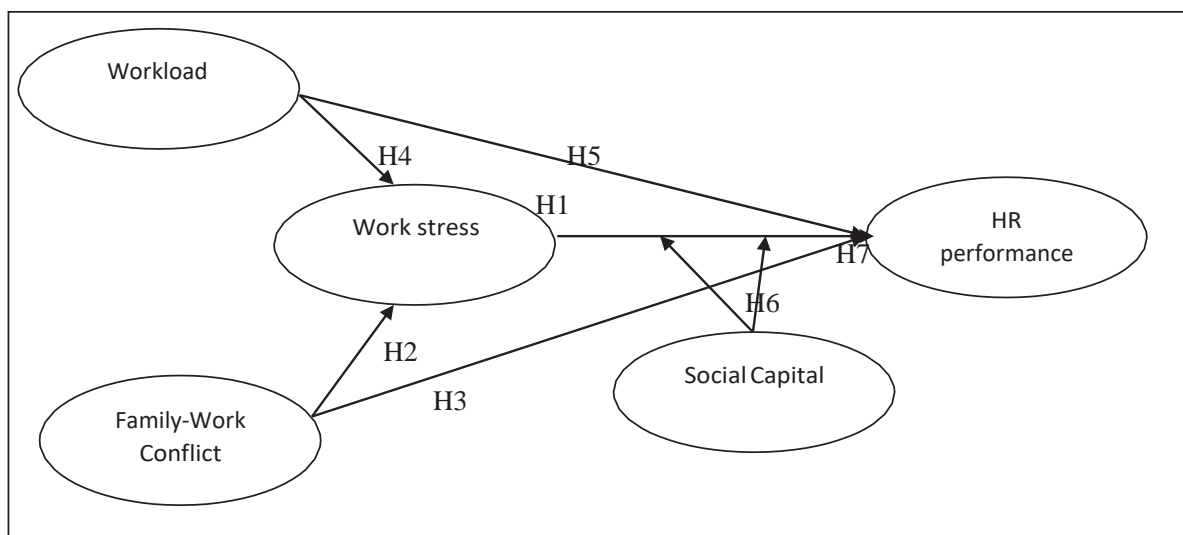 Workload
H4
H5
Work stress
H1
HR
performance
H7
H6
H2
H3
Social Capital
Family-Work
Conflict